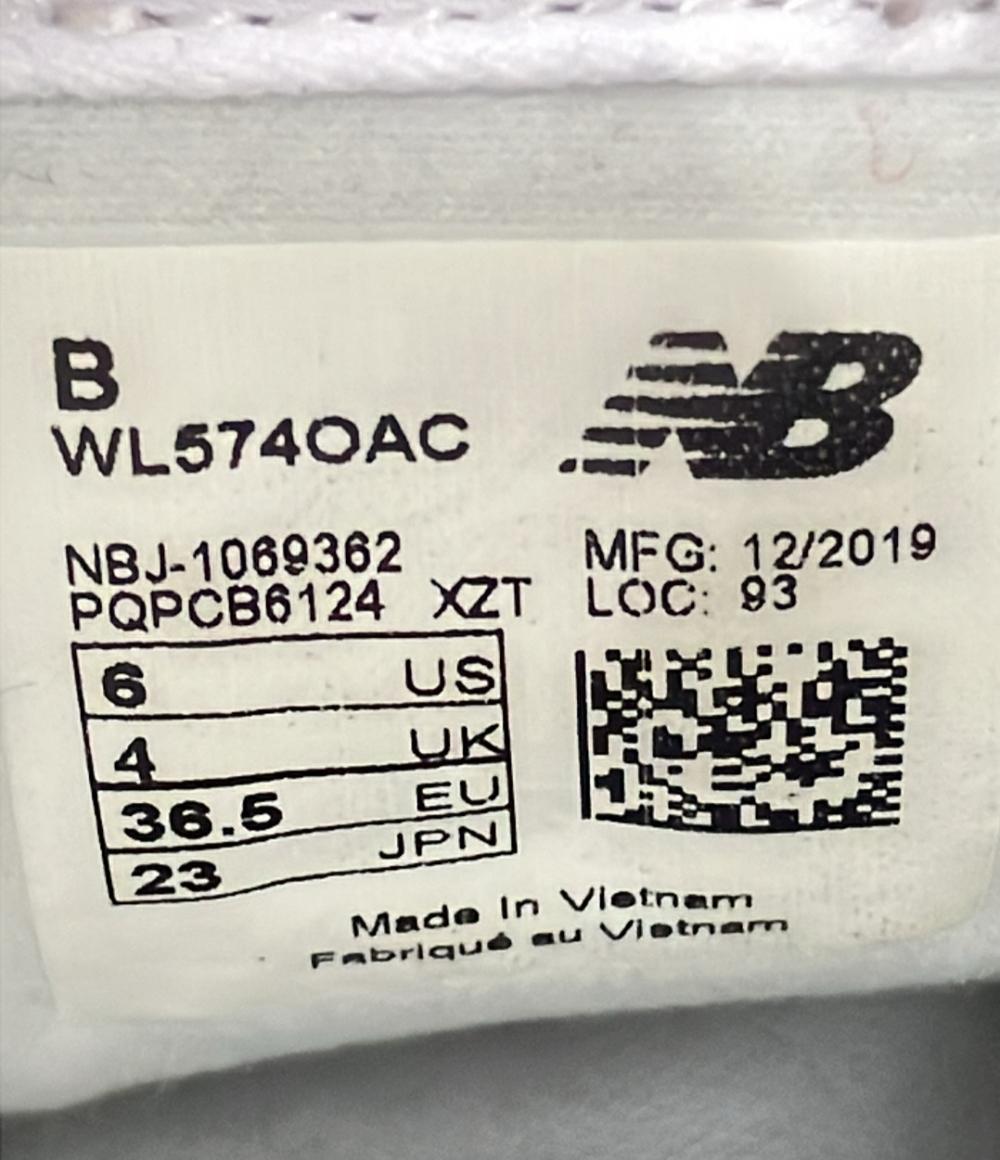 B
WL574OAC
NB
NBJ-1069362
PQPCB6124 XZT
MFG: 12/2019
LOC: 93
6 US
4 UK
36.5 EU
23 JPN
Made In Vietnam
Fabriqué au Vietnam